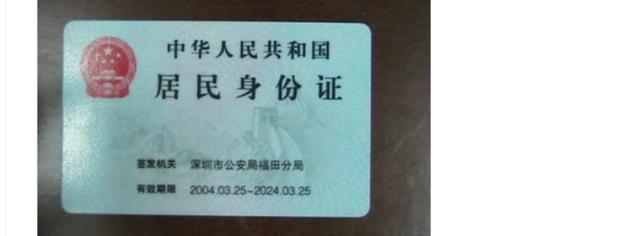 中华人民共和国
居民身份证
签发机关 深圳市公安局福田分局
有效期限 2004.03.25-2024.03.25